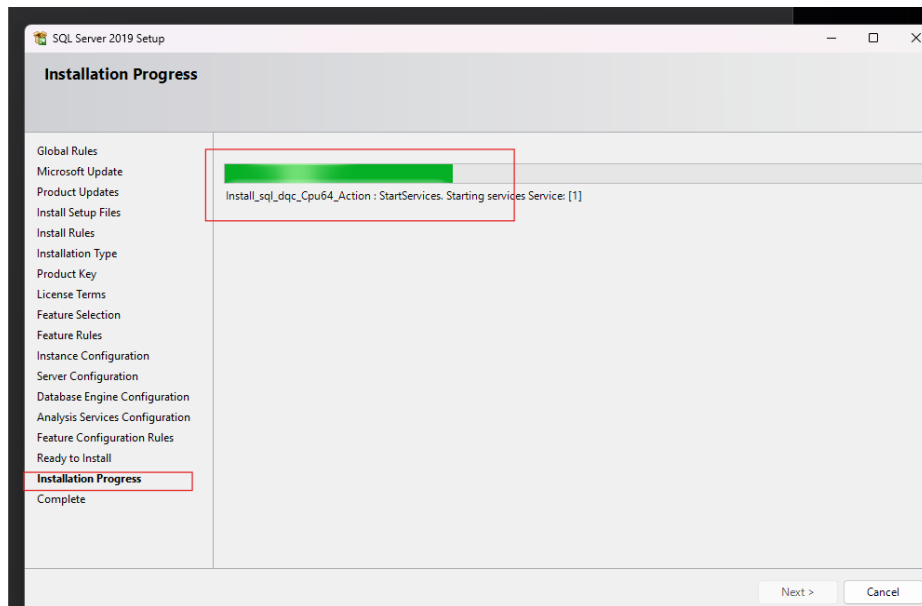 SQL Server 2019 Setup
Installation Progress
Global Rules
Microsoft Update
Product Updates
Install Setup Files
Install Rules
Installation Type
Product Key
License Terms
Feature Selection
Feature Rules
Instance Configuration
Server Configuration
Database Engine Configuration
Analysis Services Configuration
Feature Configuration Rules
Ready to Install
Installation Progress
Complete
Install_sql_dqc_Cpu64_Action : StartServices. Starting services Service: [1]
Next >
Cancel